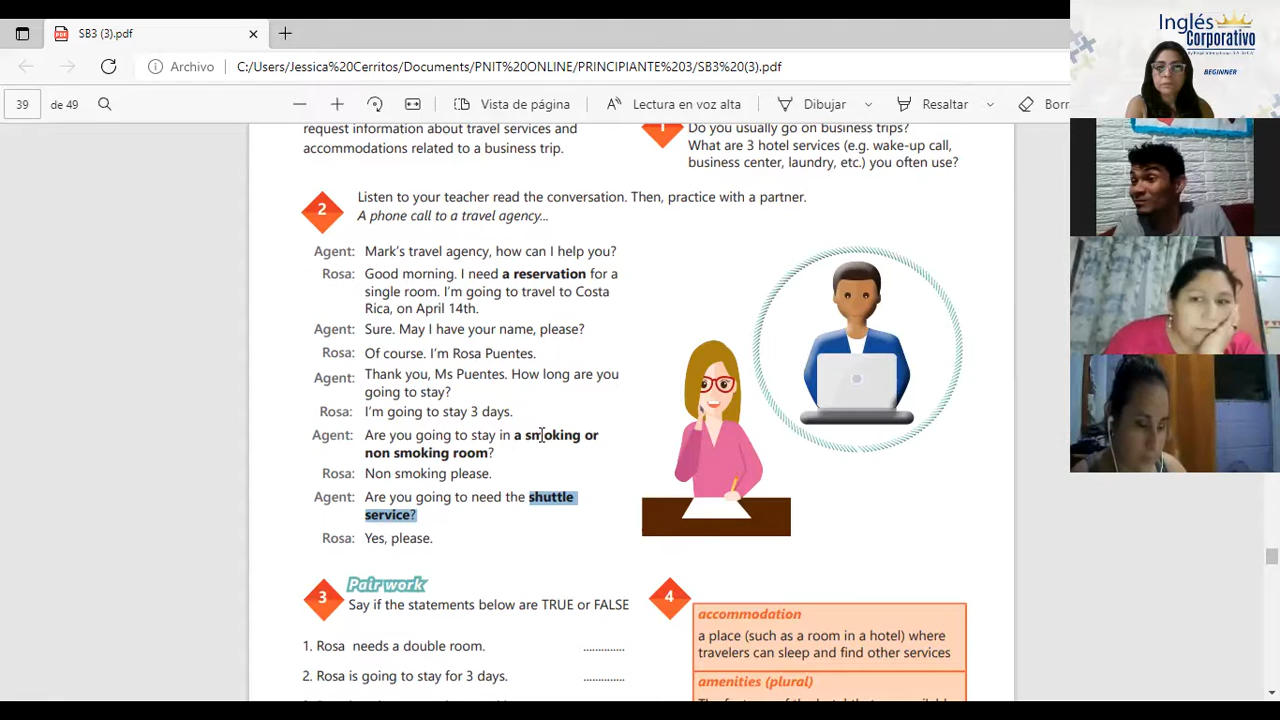 SB3 (3).pdf
Archivo
C:/Users/Jessica%20Cerritos/Documents/PRO%20ONLINE/PRINCIPIANTE%203/SB3%20(3).pdf
39 de 49
Vista de página
Lectura en voz alta
Dibujar
Resaltar
Borr
Inglés
Corporativo
BEGINNER
request information about travel services and
accommodations related to a business trip.
1
Do you usually go on business trips?
What are 3 hotel services (e.g. wake-up call,
business center, laundry, etc.) you often use?
2
Listen to your teacher read the conversation. Then, practice with a partner.
A phone call to a travel agency...
Agent: Mark's travel agency, how can I help you?
Rosa: Good morning. I need a reservation for a
single room. I'm going to travel to Costa
Rica, on April 14th.
Agent: Sure. May I have your name, please?
Rosa: Of course. I'm Rosa Puentes.
Agent: Thank you, Ms Puentes. How long are you
going to stay?
Rosa: I'm going to stay 3 days.
Agent: Are you going to stay in a smoking or
non smoking room?
Rosa: Non smoking please.
Agent: Are you going to need the shuttle
service?
Rosa: Yes, please.
3
Pair work
Say if the statements below are TRUE or FALSE
1. Rosa needs a double room. ..............
2. Rosa is going to stay for 3 days. ..............
4
accommodation
a place (such as a room in a hotel) where
travelers can sleep and find other services
amenities (plural)